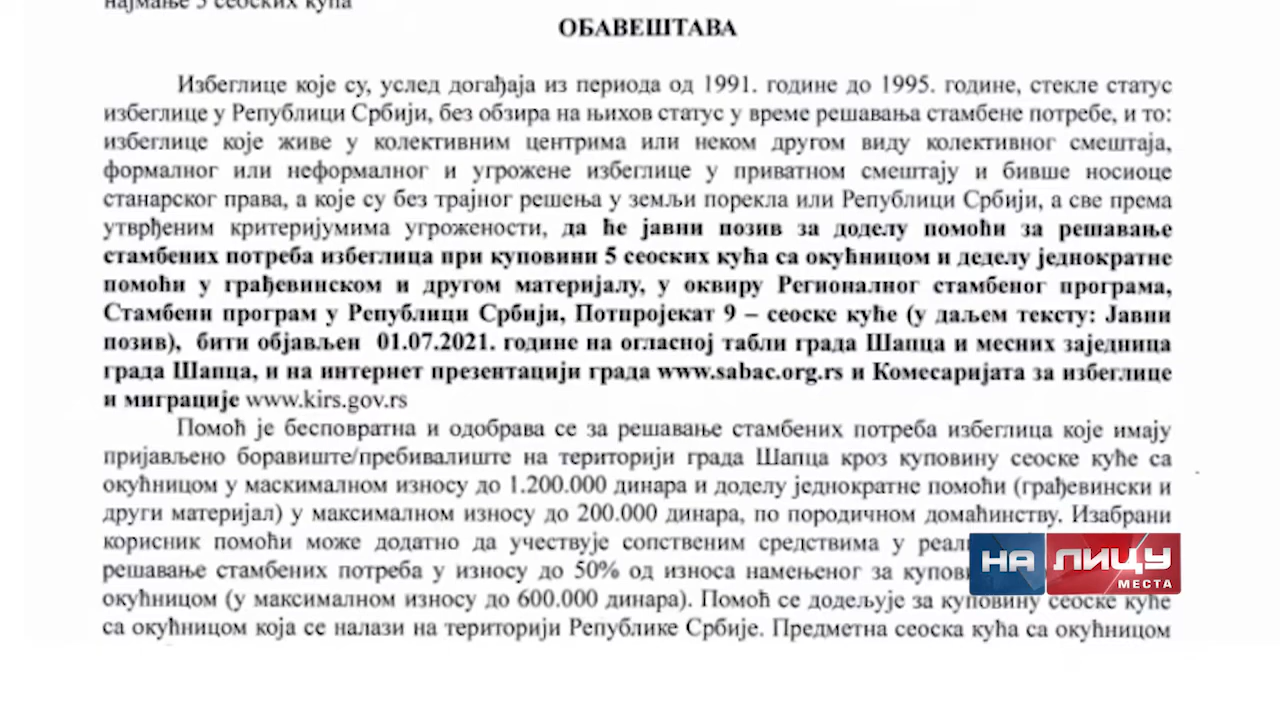 најмање 5 сеоских кућа
ОБАВЕШТАВА
Избеглице које су, услед догађаја из периода од 1991. године до 1995. године, стекле статус
избеглице у Републици Србији, без обзира на њихов статус у време решавања стамбене потребе, и то:
избеглице које живе у колективним центрима или неком другом виду колективног смештаја,
формалног или неформалног и угрожене избеглице у приватном смештају и бивше носиоце
станарског права, а које су без трајног решења у земљи порекла или Републици Србији, а све према
утврђеним критеријумима угрожености, да ће јавни позив за доделу помоћи за решавање
стамбених потреба избеглица при куповини 5 сеоских кућа са окућницом и деделу једнократне
помоћи у грађевинском и другом материјалу, у оквиру Регионалног стамбеног програма,
Стамбени програм у Републици Србији, Потпројекат 9 – сеоске куће (у даљем тексту: Јавни
позив), бити објављен 01.07.2021. године на огласној табли града Шапца и месних заједница
града Шапца, и на интернет презентацији града www.sabac.org.rs и Комесаријата за избеглице
и миграције www.kirs.gov.rs
Помоћ је бесповратна и одобрава се за решавање стамбених потреба избеглица које имају
пријављено боравиште/пребивалиште на територији града Шапца кроз куповину сеоске куће са
окућницом у маскималном износу до 1.200.000 динара и доделу једнократне помоћи (грађевински и
други материјал) у максималном износу до 200.000 динара, по породичном домаћинству. Изабрани
корисник помоћи може додатно да учествује сопственим средствима у
решавање стамбених потреба у износу до 50% од износа намењеног за
окућницом (у максималном износу до 600.000 динара). Помоћ се додељује за куповину сеоске куће
са окућницом која се налази на територији Републике Србије. Предметна сеоска кућа са окућницом
НА ЛИЦУ
МЕСТА